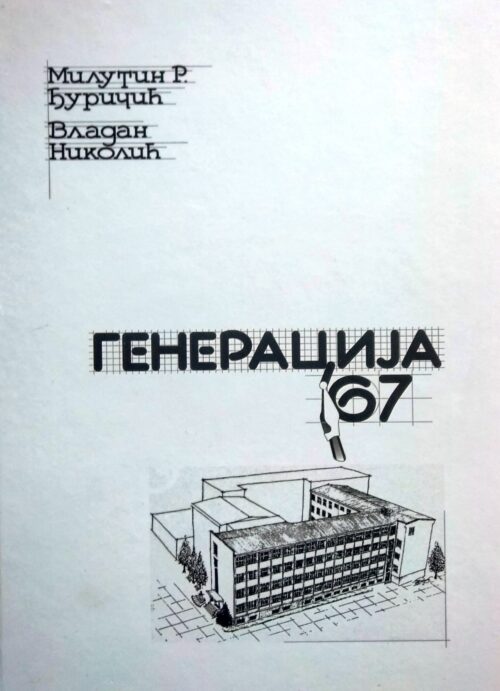 Милутин Р.
Ђуричић
Владан
Николић
ГЕНЕРАЦИЈА
'67